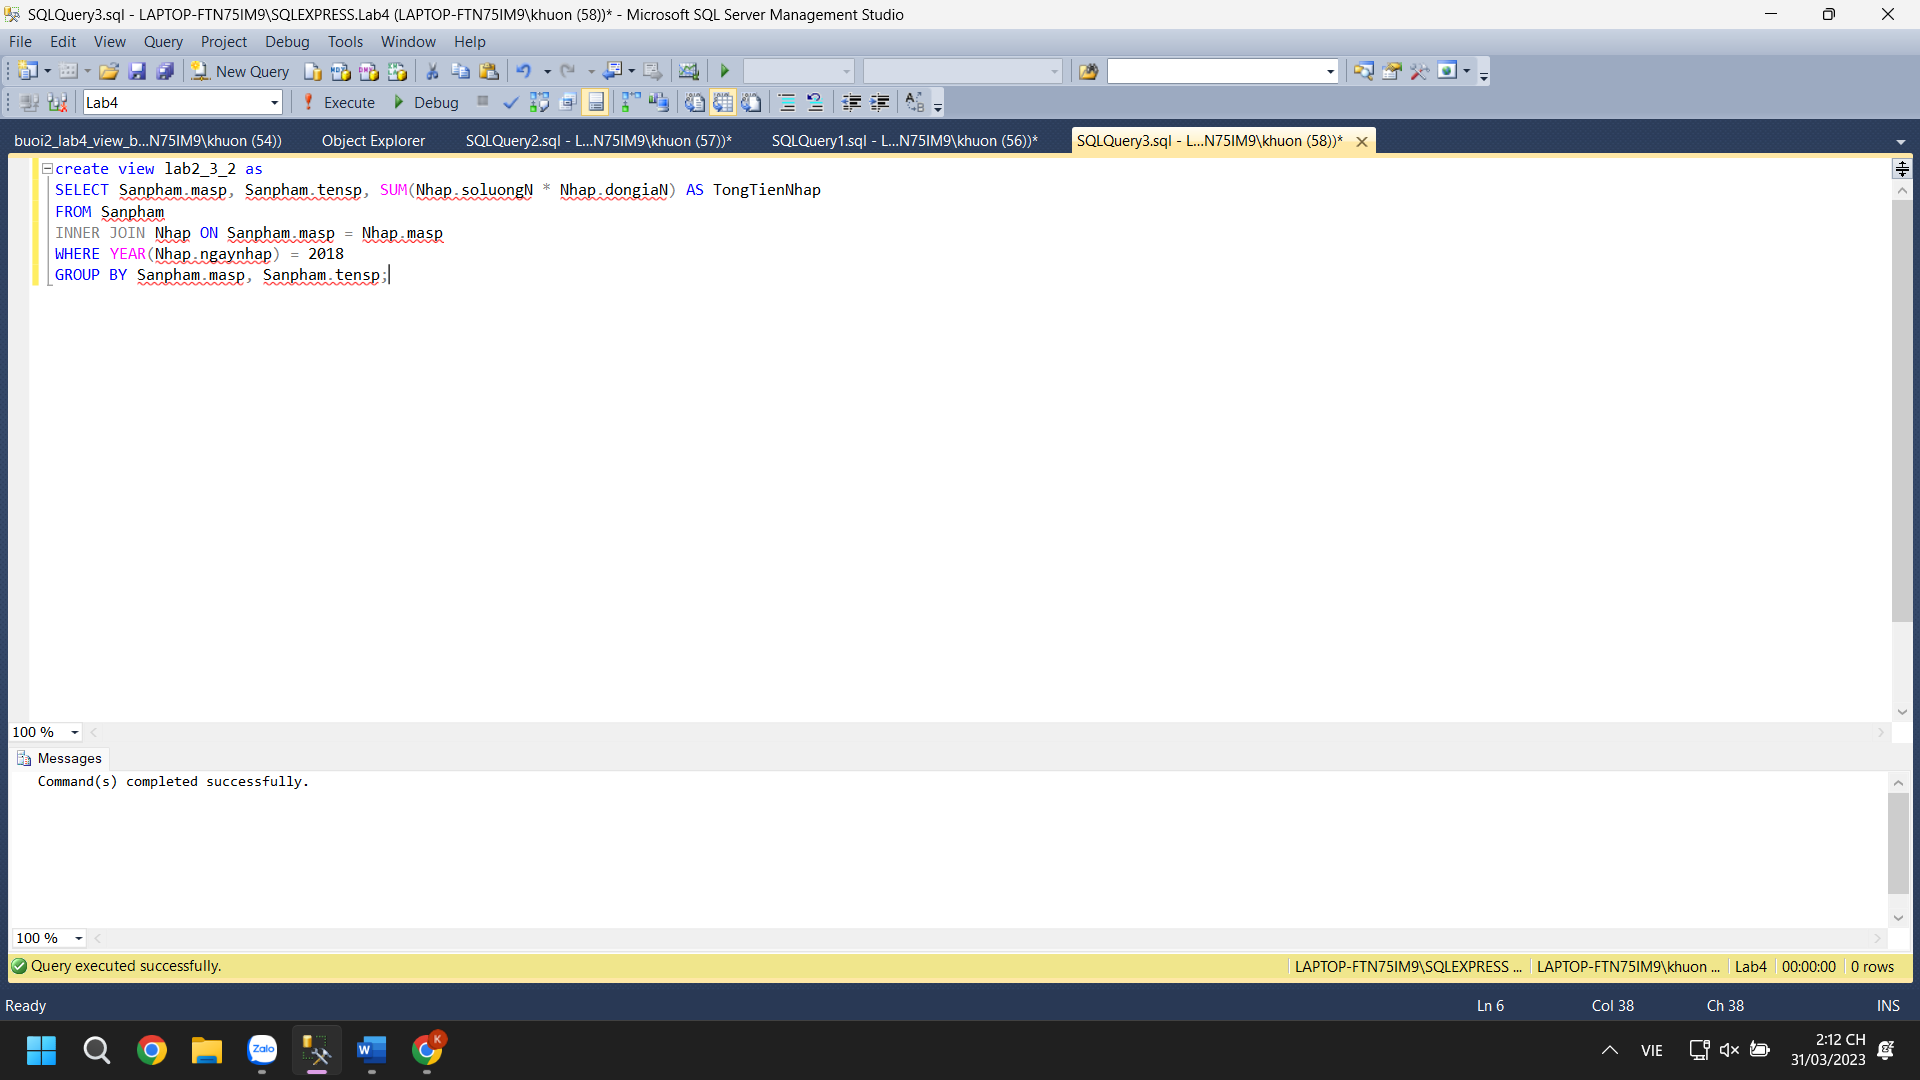 SQLQuery3.sql - LAPTOP-FTN75IM9\SQLEXPRESS.Lab4 (LAPTOP-FTN75IM9\khuon (58))* - Microsoft SQL Server Management Studio
File Edit View Query Project Debug Tools Window Help
New Query
Lab4 Execute Debug
buoi2_lab4_view_b...N75IM9\khuon (54)) Object Explorer SQLQuery2.sql - L...N75IM9\khuon (57))* SQLQuery1.sql - L...N75IM9\khuon (56))* SQLQuery3.sql - L...N75IM9\khuon (58))*
create view lab2_3_2 as
SELECT Sanpham.masp, Sanpham.tensp, SUM(Nhap.soluongN * Nhap.dongiaN) AS TongTienNhap
FROM Sanpham
INNER JOIN Nhap ON Sanpham.masp = Nhap.masp
WHERE YEAR(Nhap.ngaynhap) = 2018
GROUP BY Sanpham.masp, Sanpham.tensp;
100 %
Messages
Command(s) completed successfully.
100 %
Query executed successfully. LAPTOP-FTN75IM9\SQLEXPRESS ... LAPTOP-FTN75IM9\khuon ... Lab4 00:00:00 0 rows
Ready Ln 6 Col 38 Ch 38 INS
Zalo K VIE 2:12 CH
31/03/2023